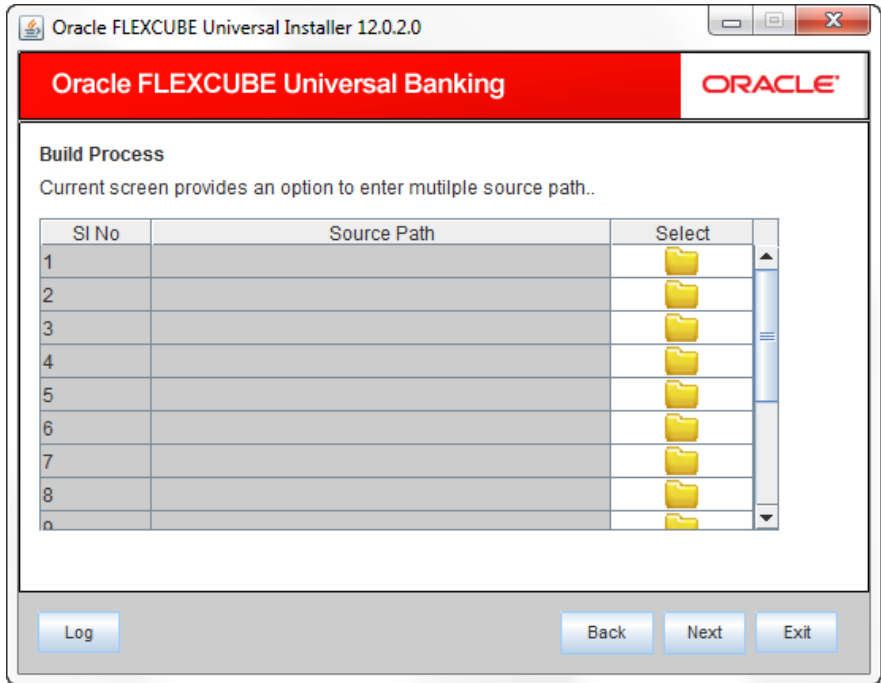 Oracle FLEXCUBE Universal Installer 12.0.2.0
Oracle FLEXCUBE Universal Banking
ORACLE®
Build Process
Current screen provides an option to enter mutilple source path..
Sl No Source Path Select
1
2
3
4
5
6
7
8
9
Log Back Next Exit